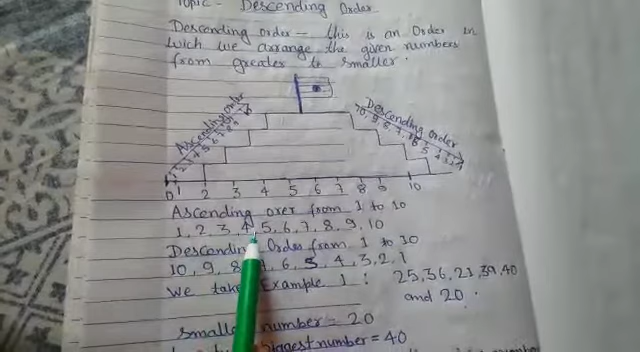 Topic - Descending Order.
Descending order - this is an Order in
wich we arrange the given numbers
from greater to smaller.
Ascending order
Descending order
0 1 2 3 4 5 6 7 8 9 10
Ascending orer from 1 to 10
1, 2, 3, 4, 5, 6, 7, 8, 9, 10
Descending Order from 1 to 10
10, 9, 8, 6, 5, 4, 3, 2, 1
We take Example 1: 25, 36, 21, 39, 40
and 20.
smallest number = 20
biggest number = 40